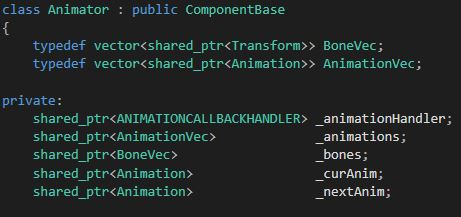 class Animator : public ComponentBase
{
typedef vector<shared_ptr<Transform>> BoneVec;
typedef vector<shared_ptr<Animation>> AnimationVec;
private:
shared_ptr<ANIMATIONCALLBACKHANDLER> _animationHandler;
shared_ptr<AnimationVec> _animations;
shared_ptr<BoneVec> _bones;
shared_ptr<Animation> _curAnim;
shared_ptr<Animation> _nextAnim;